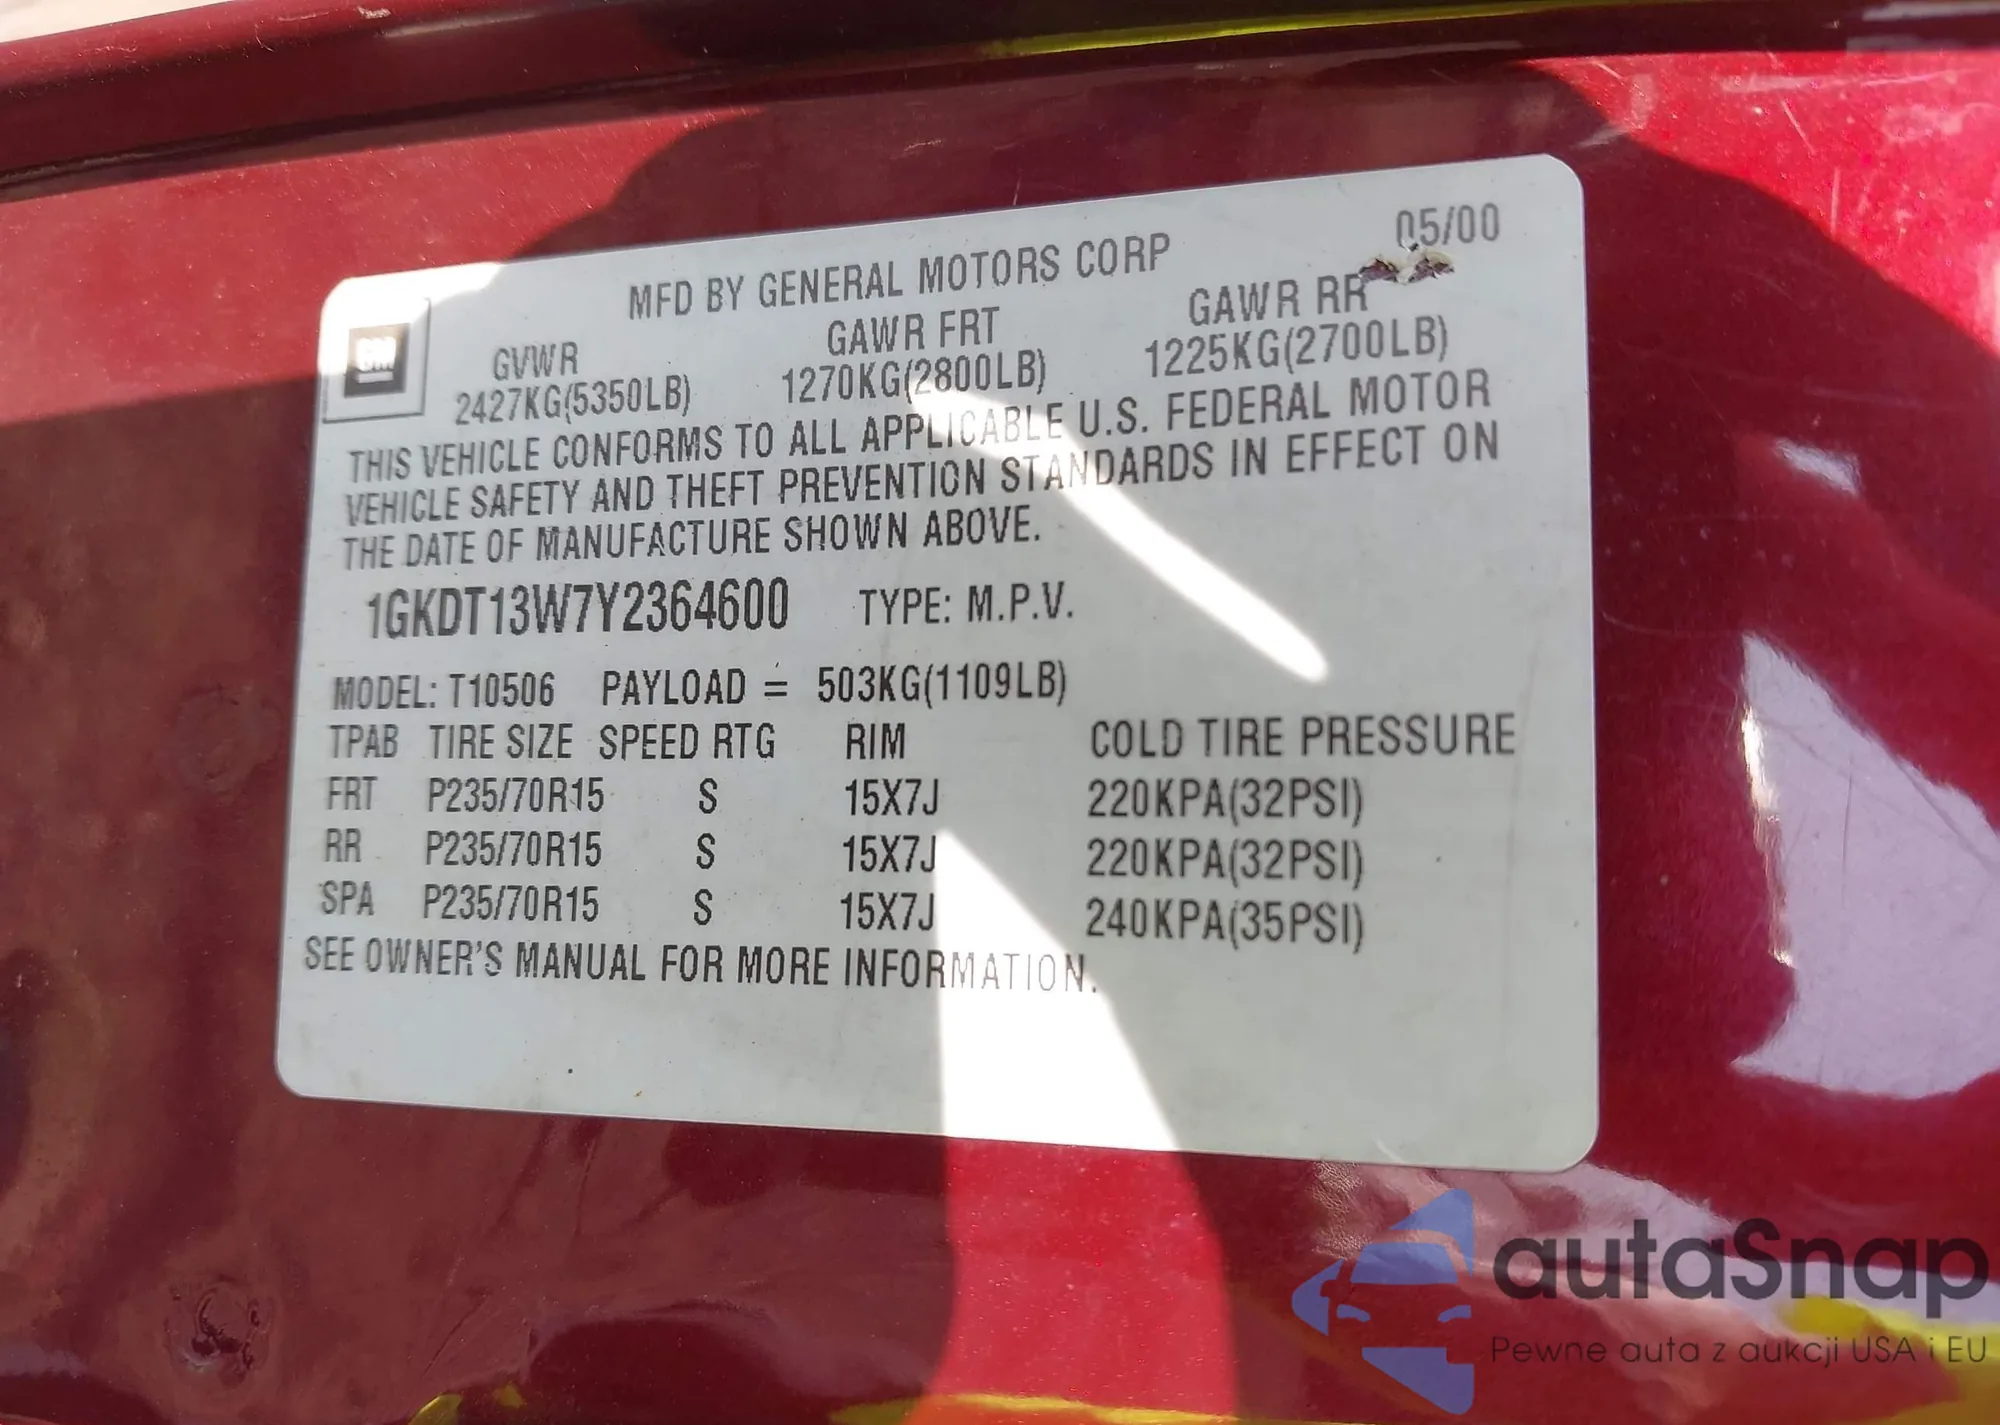 05/00
MFD BY GENERAL MOTORS CORP
GM
GVWR GAWR FRT GAWR RR
2427KG(5350LB) 1270KG(2800LB) 1225KG(2700LB)
THIS VEHICLE CONFORMS TO ALL APPLICABLE U.S. FEDERAL MOTOR
VEHICLE SAFETY AND THEFT PREVENTION STANDARDS IN EFFECT ON
THE DATE OF MANUFACTURE SHOWN ABOVE.
1GKDT13W7Y2364600 TYPE: M.P.V.
MODEL: T10506 PAYLOAD = 503KG(1109LB)
TPAB TIRE SIZE SPEED RTG RIM COLD TIRE PRESSURE
FRT P235/70R15 S 15X7J 220KPA(32PSI)
RR P235/70R15 S 15X7J 220KPA(32PSI)
SPA P235/70R15 S 15X7J 240KPA(35PSI)
SEE OWNER'S MANUAL FOR MORE INFORMATION.
autaSnap
Pewne auta z aukcji USA i EU